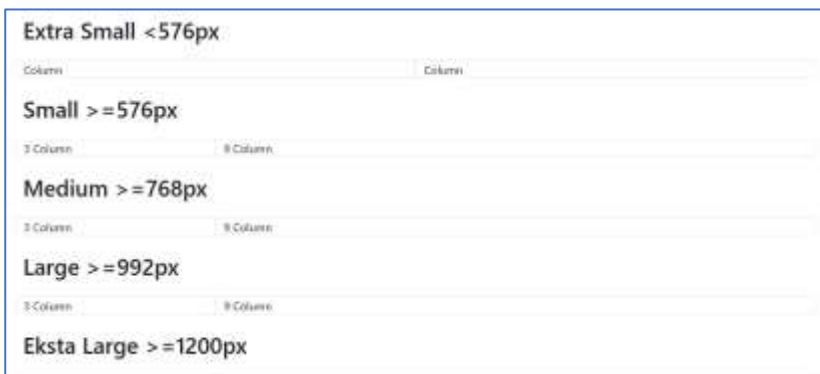 Extra Small <576px
Column Column
Small >=576px
3 Column 9 Column
Medium >=768px
3 Column 9 Column
Large >=992px
3 Column 9 Column
Eksta Large >=1200px